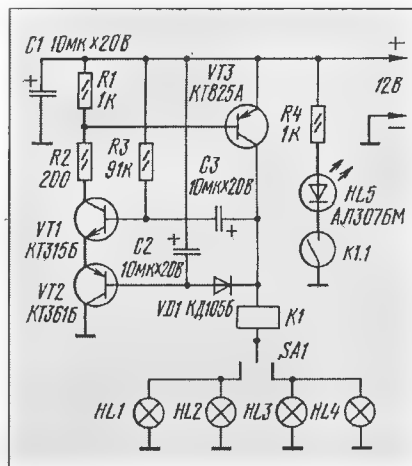 C1 10мк×20В
+
R1
1К
VT3
КТ825А
+
12В
−
R4
1К
R2
200
R3
91К
C3
10мк×20В
+
HL5
АЛ307БМ
VT1
КТ315Б
C2
10мк×20В
+
K1.1
VT2
КТ361Б
VD1 КД105Б
K1
SA1
HL1
HL2
HL3
HL4